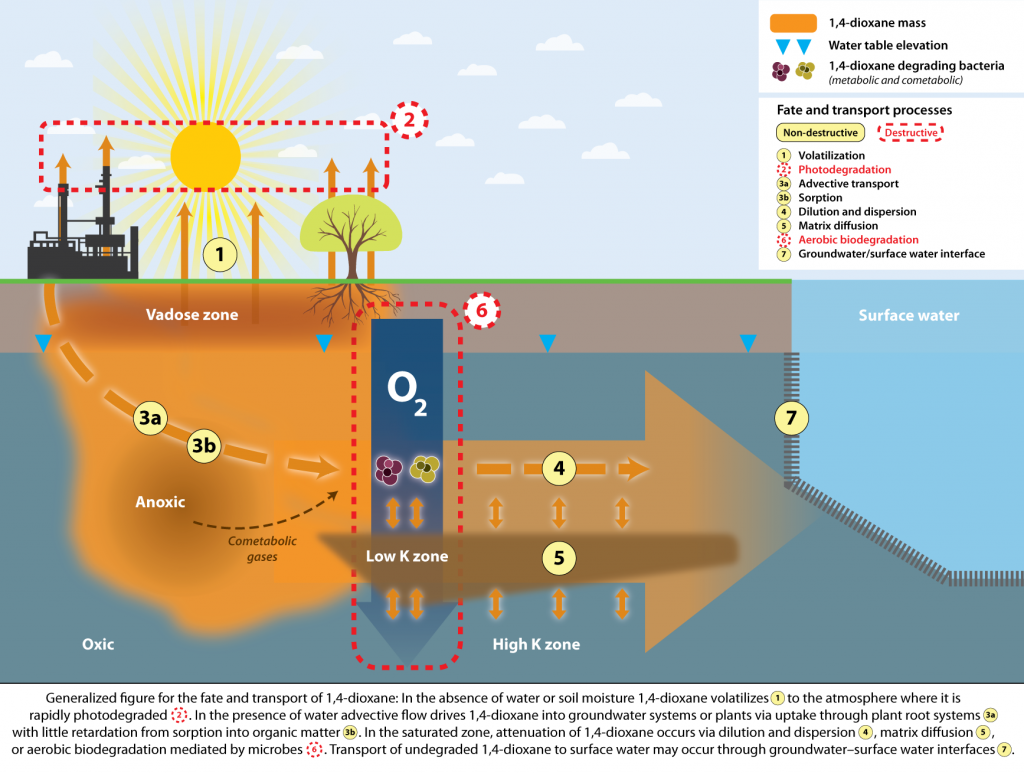 1,4-dioxane mass
Water table elevation
1,4-dioxane degrading bacteria
(metabolic and cometabolic)
Fate and transport processes
Non-destructive Destructive
1 Volatilization
2 Photodegradation
3a Advective transport
3b Sorption
4 Dilution and dispersion
5 Matrix diffusion
6 Aerobic biodegradation
7 Groundwater/surface water interface
2
1
Vadose zone
6
Surface water
O2
3a
3b
7
4
Anoxic
Cometabolic
gases
Low K zone
5
Oxic
High K zone
Generalized figure for the fate and transport of 1,4-dioxane: In the absence of water or soil moisture 1,4-dioxane volatilizes 1 to the atmosphere where it is
rapidly photodegraded 2. In the presence of water advective flow drives 1,4-dioxane into groundwater systems or plants via uptake through plant root systems 3a
with little retardation from sorption into organic matter 3b. In the saturated zone, attenuation of 1,4-dioxane occurs via dilution and dispersion 4, matrix diffusion 5,
or aerobic biodegradation mediated by microbes 6. Transport of undegraded 1,4-dioxane to surface water may occur through groundwater–surface water interfaces 7.